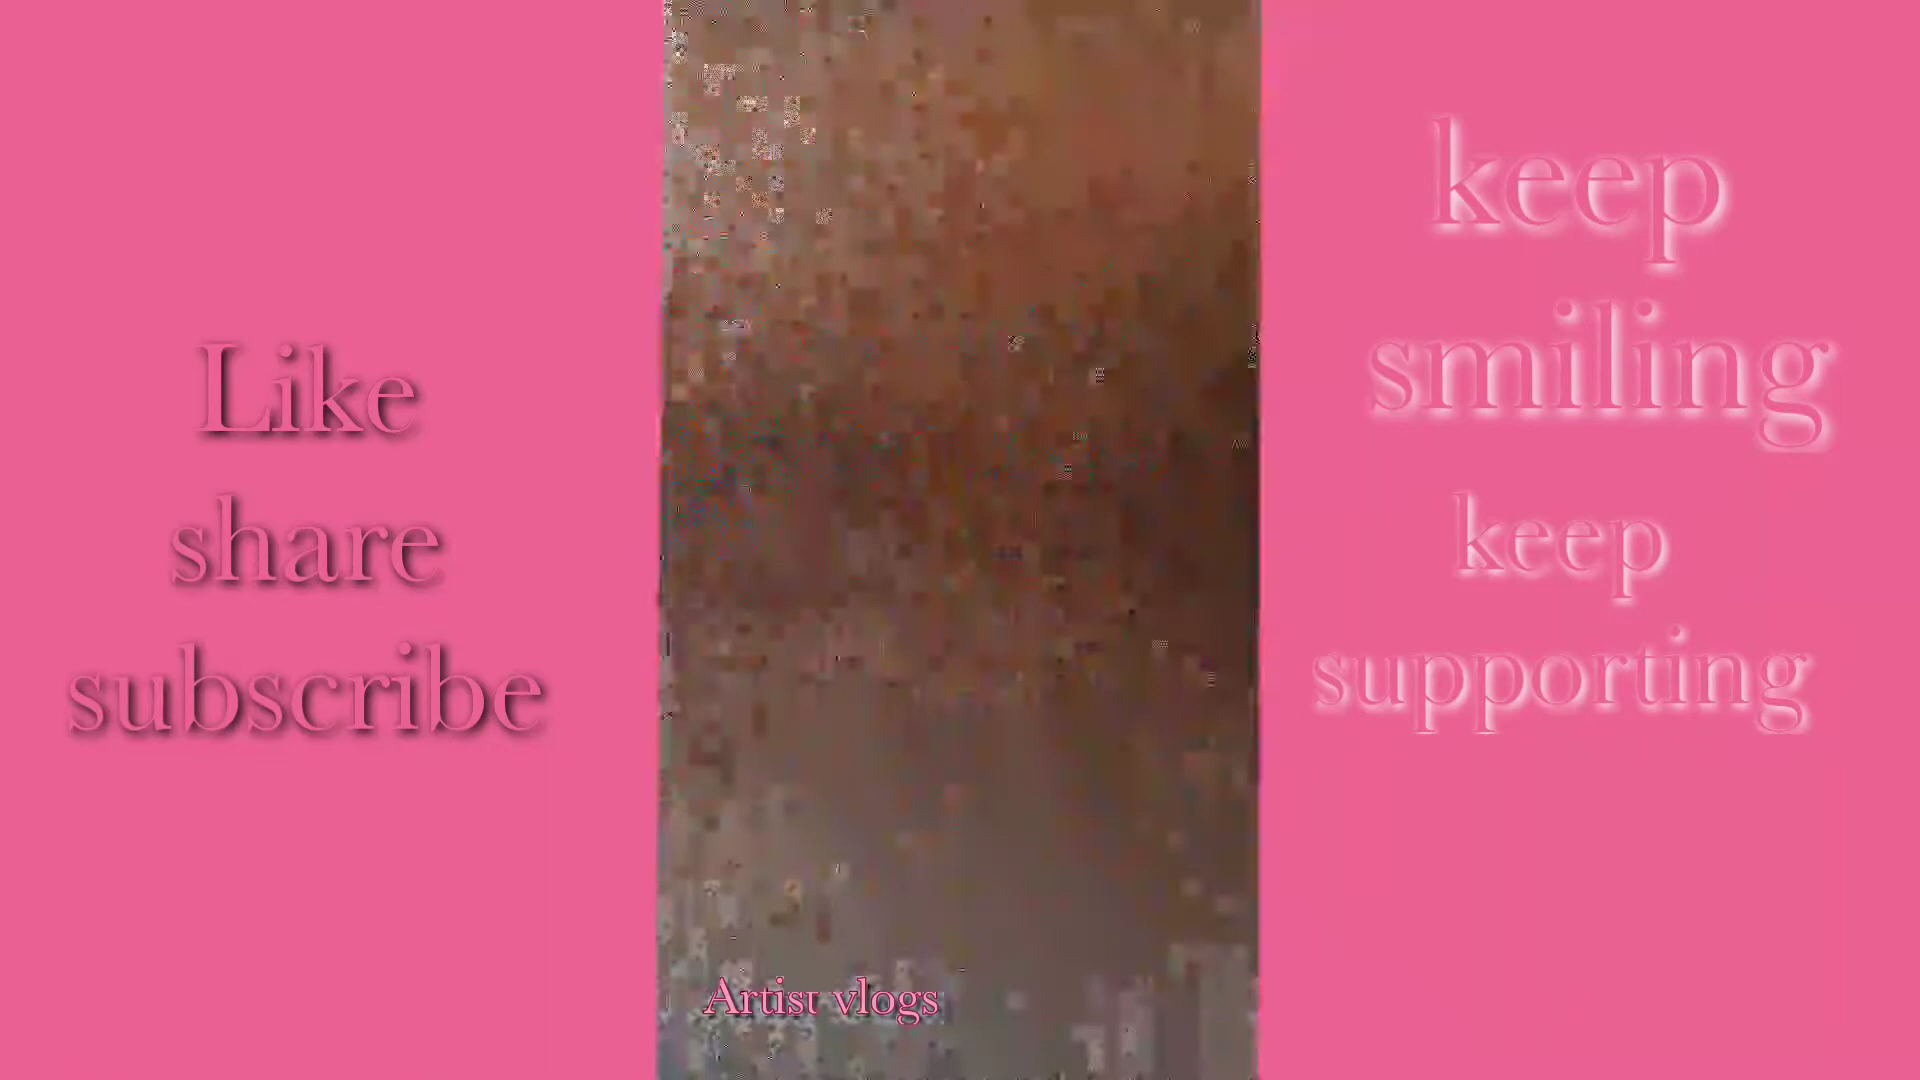 Like
share
subscribe
keep
smiling
keep
supporting
Artist vlogs